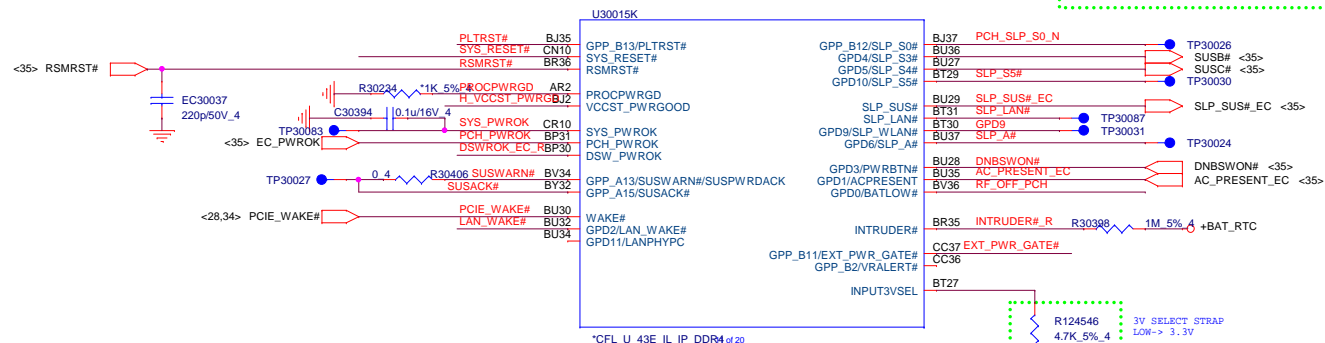 U30015K
PLTRST# BJ35 GPP_B13/PLTRST#
SYS_RESET# CN10 SYS_RESET#
<35> RSMRST# RSMRST# BR36 RSMRST#
EC30037
220p/50V_4
R30234 *1K_5%_4 PROCPWRGD AR2 PROCPWRGD
H_VCCST_PWRGD BJ2 VCCST_PWRGOOD
C30394 0.1u/16V_4
TP30083 SYS_PWROK CR10 SYS_PWROK
<35> EC_PWROK PCH_PWROK BP31 PCH_PWROK
DSWROK_EC_R BP30 DSW_PWROK
TP30027 0_4 R30406 SUSWARN# BV34 GPP_A13/SUSWARN#/SUSPWRDACK
SUSACK# BY32 GPP_A15/SUSACK#
<28,34> PCIE_WAKE# PCIE_WAKE# BU30 WAKE#
LAN_WAKE# BU32 GPD2/LAN_WAKE#
BU34 GPD11/LANPHYPC
GPP_B12/SLP_S0# BJ37 PCH_SLP_S0_N TP30026
GPD4/SLP_S3# BU36 SUSB# <35>
GPD5/SLP_S4# BU27 SUSC# <35>
GPD10/SLP_S5# BT29 SLP_S5# TP30030
SLP_SUS# BU29 SLP_SUS#_EC SLP_SUS#_EC <35>
SLP_LAN# BT31 SLP_LAN# TP30087
GPD9/SLP_WLAN# BT30 GPD9 TP30031
GPD6/SLP_A# BU37 SLP_A# TP30024
GPD3/PWRBTN# BU28 DNBSWON# DNBSWON# <35>
GPD1/ACPRESENT BU35 AC_PRESENT_EC AC_PRESENT_EC <35>
GPD0/BATLOW# BV36 RF_OFF_PCH
INTRUDER# BR35 INTRUDER#_R R30398 1M_5%_4 +BAT_RTC
GPP_B11/EXT_PWR_GATE# CC37 EXT_PWR_GATE#
GPP_B2/VRALERT# CC36
INPUT3VSEL BT27
R124546
4.7K_5%_4
3V SELECT STRAP
LOW-> 3.3V
*CFL_U_43E_IL_IP_DDR4
of 20